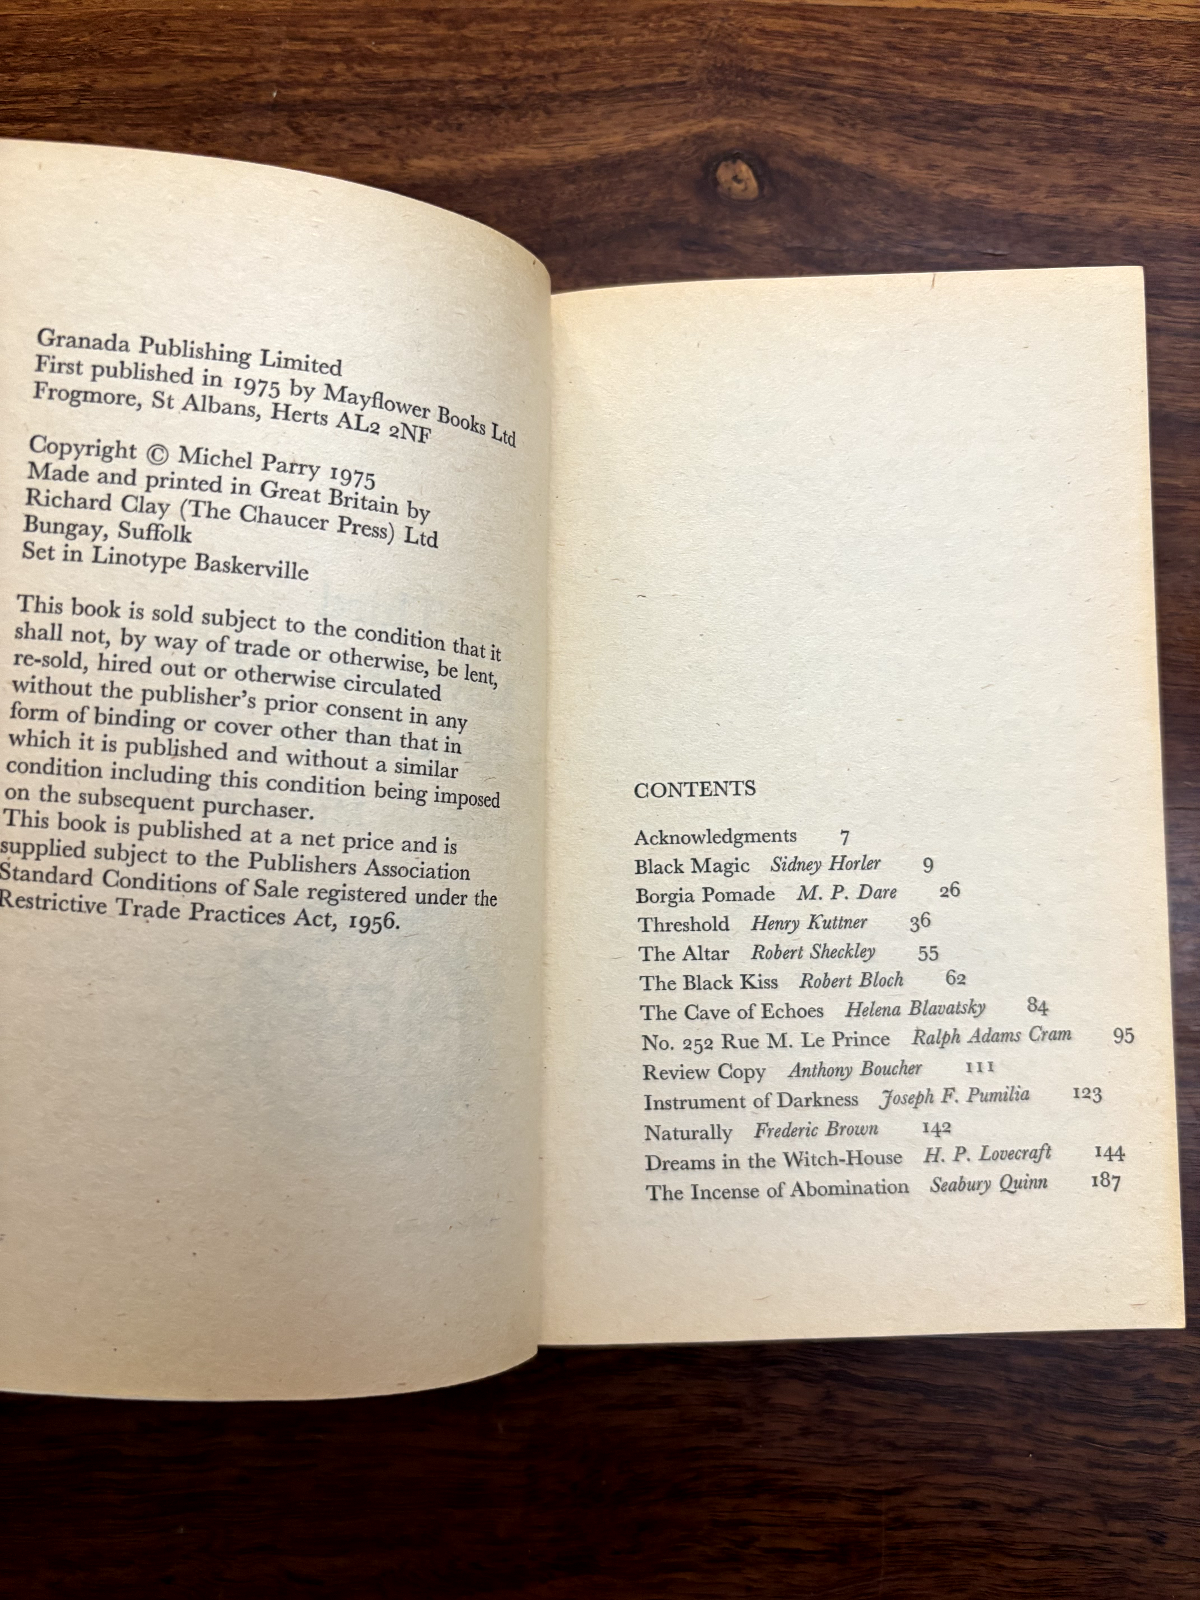 Granada Publishing Limited
First published in 1975 by Mayflower Books Ltd
Frogmore, St Albans, Herts AL2 2NF
Copyright © Michel Parry 1975
Made and printed in Great Britain by
Richard Clay (The Chaucer Press) Ltd
Bungay, Suffolk
Set in Linotype Baskerville
This book is sold subject to the condition that it
shall not, by way of trade or otherwise, be lent,
re-sold, hired out or otherwise circulated
without the publisher's prior consent in any
form of binding or cover other than that in
which it is published and without a similar
condition including this condition being imposed
on the subsequent purchaser.
This book is published at a net price and is
supplied subject to the Publishers Association
Standard Conditions of Sale registered under the
Restrictive Trade Practices Act, 1956.
CONTENTS
Acknowledgments 7
Black Magic Sidney Horler 9
Borgia Pomade M. P. Dare 26
Threshold Henry Kuttner 36
The Altar Robert Sheckley 55
The Black Kiss Robert Bloch 62
The Cave of Echoes Helena Blavatsky 84
No. 252 Rue M. Le Prince Ralph Adams Cram 95
Review Copy Anthony Boucher 111
Instrument of Darkness Joseph F. Pumilia 123
Naturally Frederic Brown 142
Dreams in the Witch-House H. P. Lovecraft 144
The Incense of Abomination Seabury Quinn 187